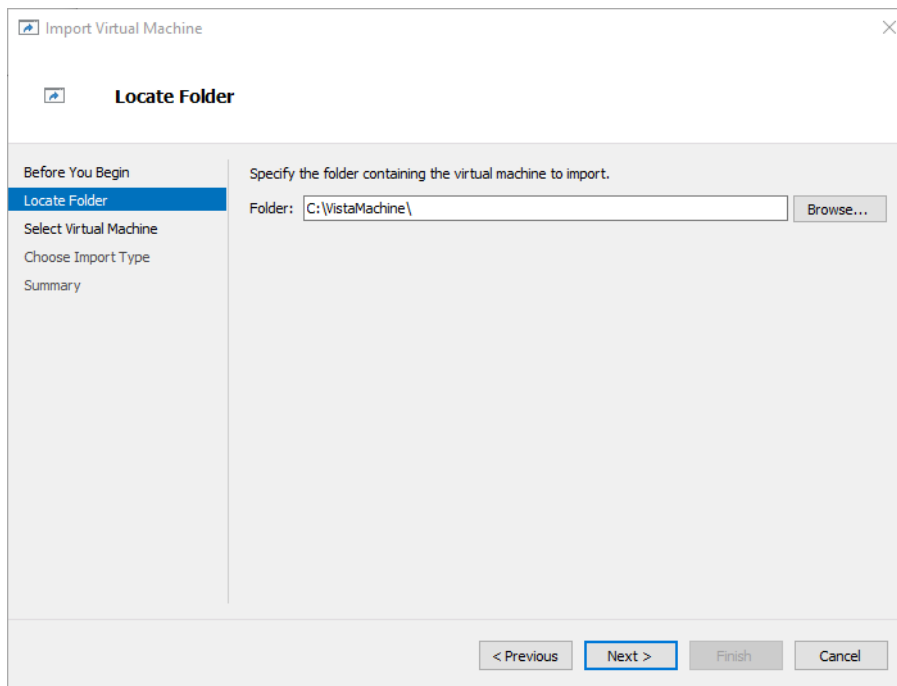 Import Virtual Machine
Locate Folder
Before You Begin
Locate Folder
Select Virtual Machine
Choose Import Type
Summary
Specify the folder containing the virtual machine to import.
Folder: C:\VistaMachine\ Browse...
< Previous Next > Finish Cancel